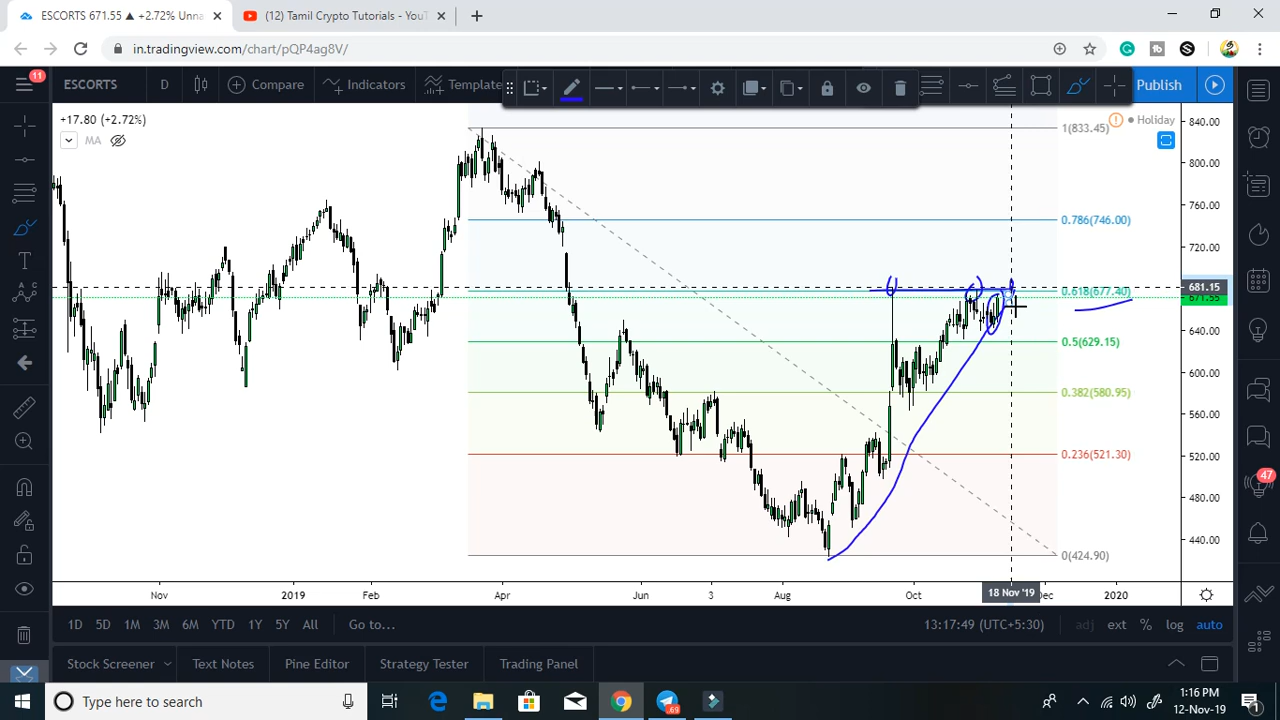 ESCORTS 671.55 ▲ +2.72% Unna
(12) Tamil Crypto Tutorials - YouT
in.tradingview.com/chart/pQP4ag8V/
11
ESCORTS D Compare Indicators Template Publish
+17.80 (+2.72%)
MA
Holiday
1(833.45)
0.786(746.00)
0.618(677.40)
0.5(629.15)
0.382(580.95)
0.236(521.30)
0(424.90)
840.00
800.00
760.00
720.00
681.15
671.55
640.00
600.00
560.00
520.00
480.00
440.00
47
Nov 2019 Feb Apr Jun 3 Aug Oct 18 Nov '19 Dec 2020
1D 5D 1M 3M 6M YTD 1Y 5Y All Go to... 13:17:49 (UTC+5:30) adj ext % log auto
Stock Screener Text Notes Pine Editor Strategy Tester Trading Panel
Type here to search
69
1:16 PM
12-Nov-19
1